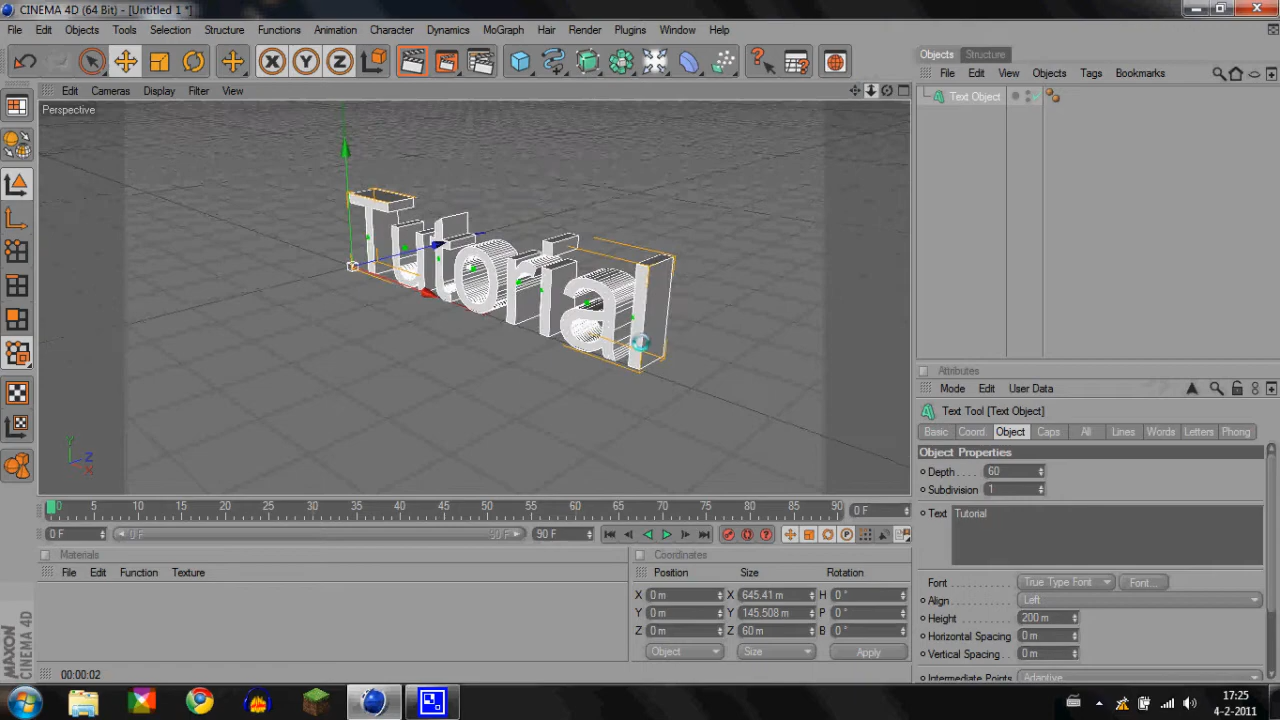 CINEMA 4D (64 Bit) - [Untitled 1 *]
File Edit Objects Tools Selection Structure Functions Animation Character Dynamics MoGraph Hair Render Plugins Window Help
Objects Structure
File Edit View Objects Tags Bookmarks
Edit Cameras Display Filter View
Text Object
Perspective
Tutorial
Y
Z
X
Attributes
Mode Edit User Data
Text Tool [Text Object]
Basic Coord Object Caps All Lines Words Letters Phong
Object Properties
Depth 60
Subdivision 1
Text Tutorial
Font True Type Font Font...
Align Left
Height 200 m
Horizontal Spacing 0 m
Vertical Spacing 0 m
Intermediate Points Adaptive
0 5 10 15 20 25 30 35 40 45 50 55 60 65 70 75 80 85 90 0 F
0 F 0 F 90 F 90 F
Materials
File Edit Function Texture
Coordinates
Position Size Rotation
X 0 m X 645.41 m H 0 °
Y 0 m Y 145.508 m P 0 °
Z 0 m Z 60 m B 0 °
Object Size Apply
MAXON
CINEMA 4D
00:00:02
17:25
4-2-2011